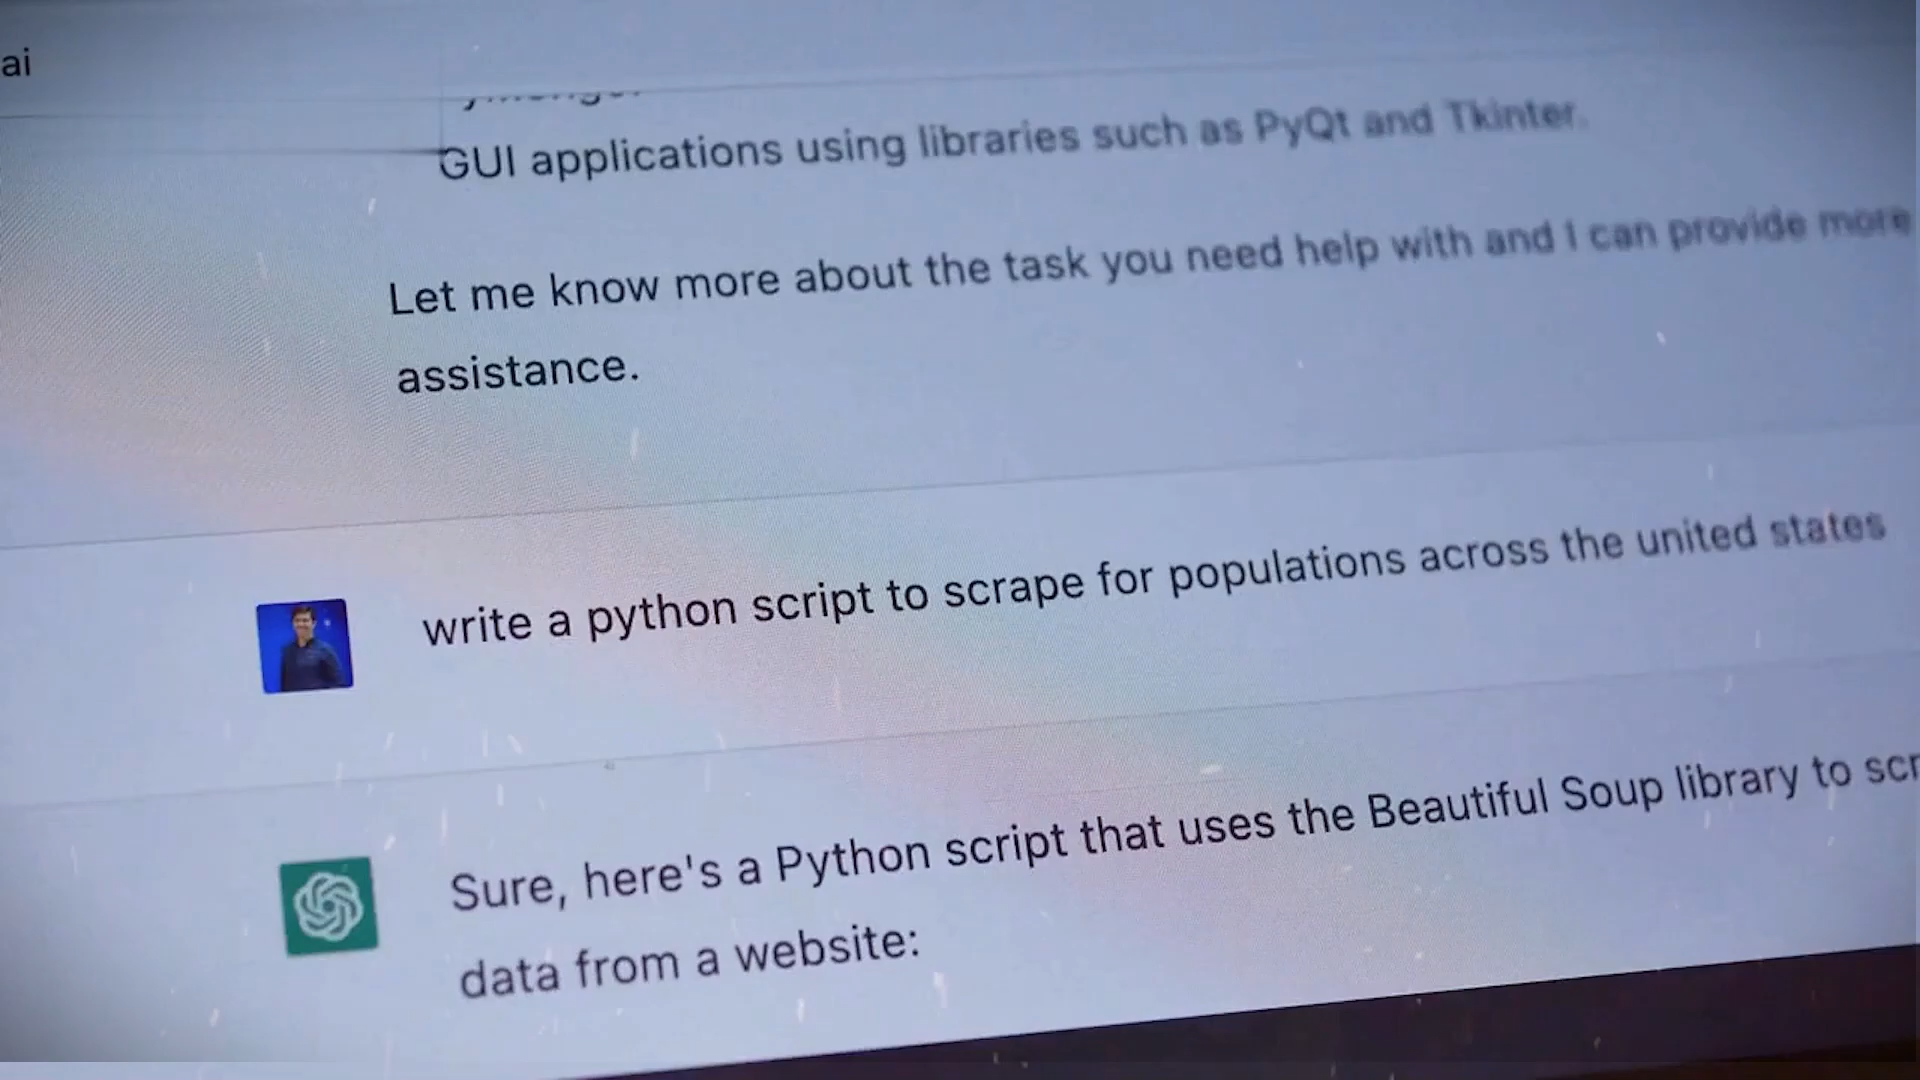 ai
GUI applications using libraries such as PyQt and Tkinter.
Let me know more about the task you need help with and I can provide more
assistance.
write a python script to scrape for populations across the united states
Sure, here's a Python script that uses the Beautiful Soup library to scr
data from a website: